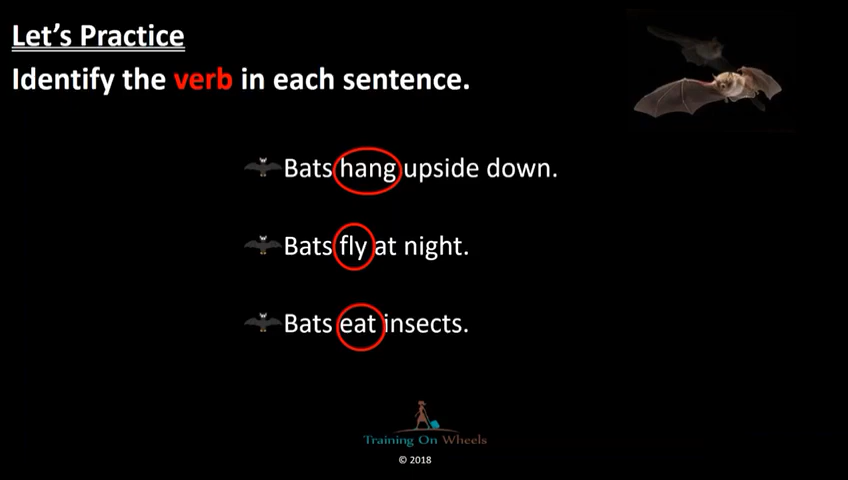 Let's Practice
Identify the verb in each sentence.
Bats hang upside down.
Bats fly at night.
Bats eat insects.
Training On Wheels
© 2018